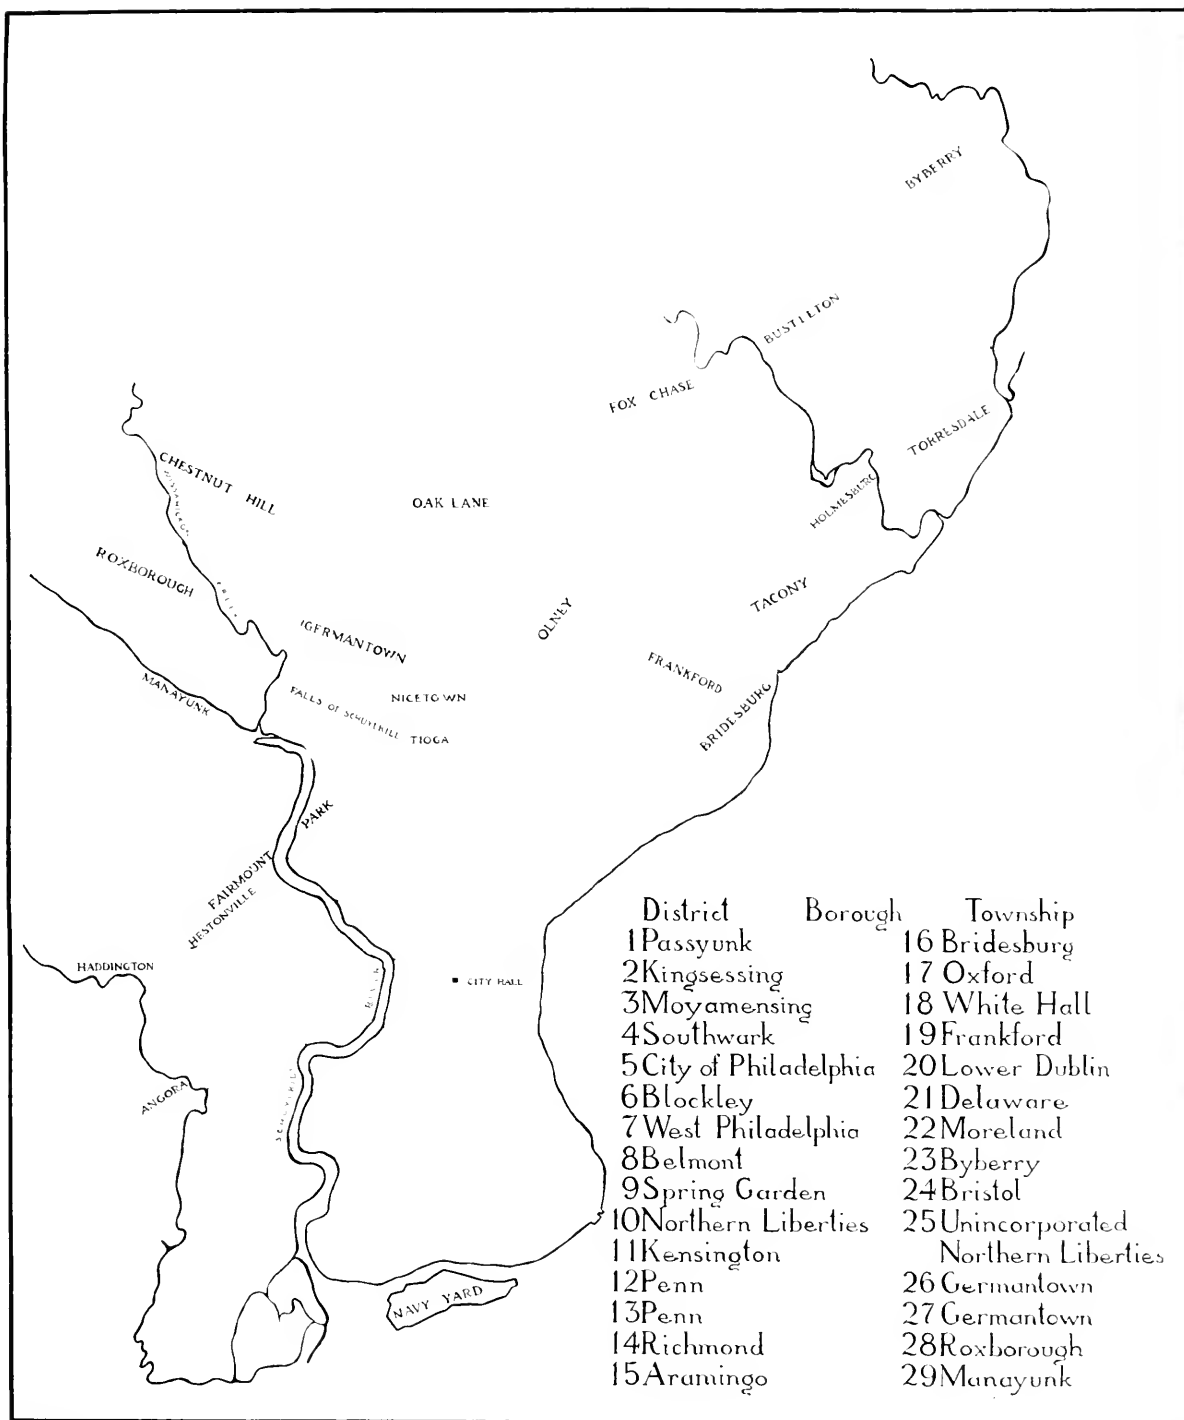 BYBERRY
BUSTILTON
FOX CHASE
TORRESDALE
CHESTNUT HILL
WISSAHICKON
CREEK
OAK LANE
HOLMESBURG
ROXBOROUGH
TACONY
OLNEY
GERMANTOWN
FRANKFORD
MANAYUNK
NICETOWN
FALLS OF SCHUYLKILL
TIOGA
BRIDESBURG
PARK
FAIRMOUNT
HESTONVILLE
HADDINGTON
CITY HALL
RIVER
SCHUYLKILL
ANGORA
NAVY YARD
District Borough Township
1 Passyunk
2 Kingsessing
3 Moyamensing
4 Southwark
5 City of Philadelphia
6 Blockley
7 West Philadelphia
8 Belmont
9 Spring Garden
10 Northern Liberties
11 Kensington
12 Penn
13 Penn
14 Richmond
15 Aramingo
16 Bridesburg
17 Oxford
18 White Hall
19 Frankford
20 Lower Dublin
21 Delaware
22 Moreland
23 Byberry
24 Bristol
25 Unincorporated
Northern Liberties
26 Germantown
27 Germantown
28 Roxborough
29 Manayunk